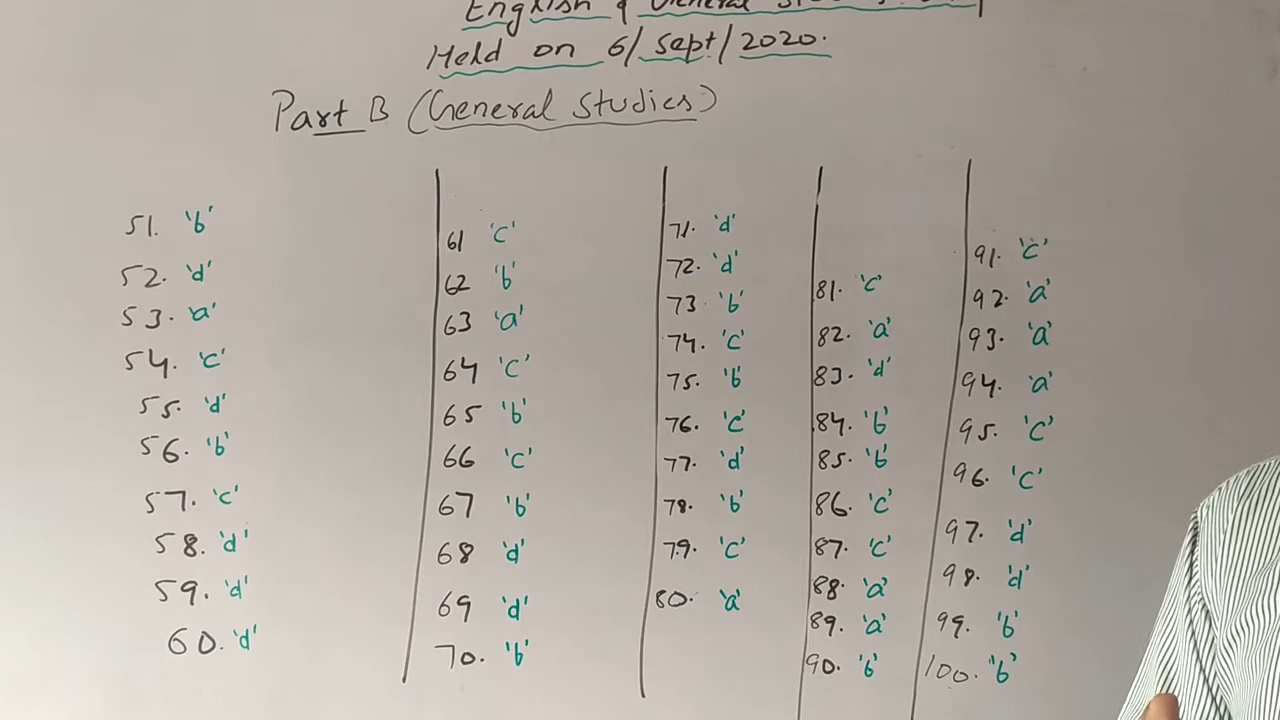 English & General Stu
Held on 6/Sept/2020.
Part B (General Studies)
51. 'b'
52. 'd'
53. 'a'
54. 'c'
55. 'd'
56. 'b'
57. 'c'
58. 'd'
59. 'd'
60. 'd'
61 'c'
62 'b'
63 'a'
64 'c'
65 'b'
66 'c'
67 'b'
68 'd'
69 'd'
70. 'b'
71. 'd'
72. 'd'
73. 'b'
74. 'c'
75. 'b'
76. 'c'
77. 'd'
78. 'b'
79. 'c'
80. 'a'
81. 'c'
82. 'a'
83. 'd'
84. 'b'
85. 'b'
86. 'c'
87. 'c'
88. 'a'
89. 'a'
90. 'b'
91. 'c'
92. 'a'
93. 'a'
94. 'a'
95. 'c'
96. 'c'
97. 'd'
98. 'd'
99. 'b'
100. 'b'